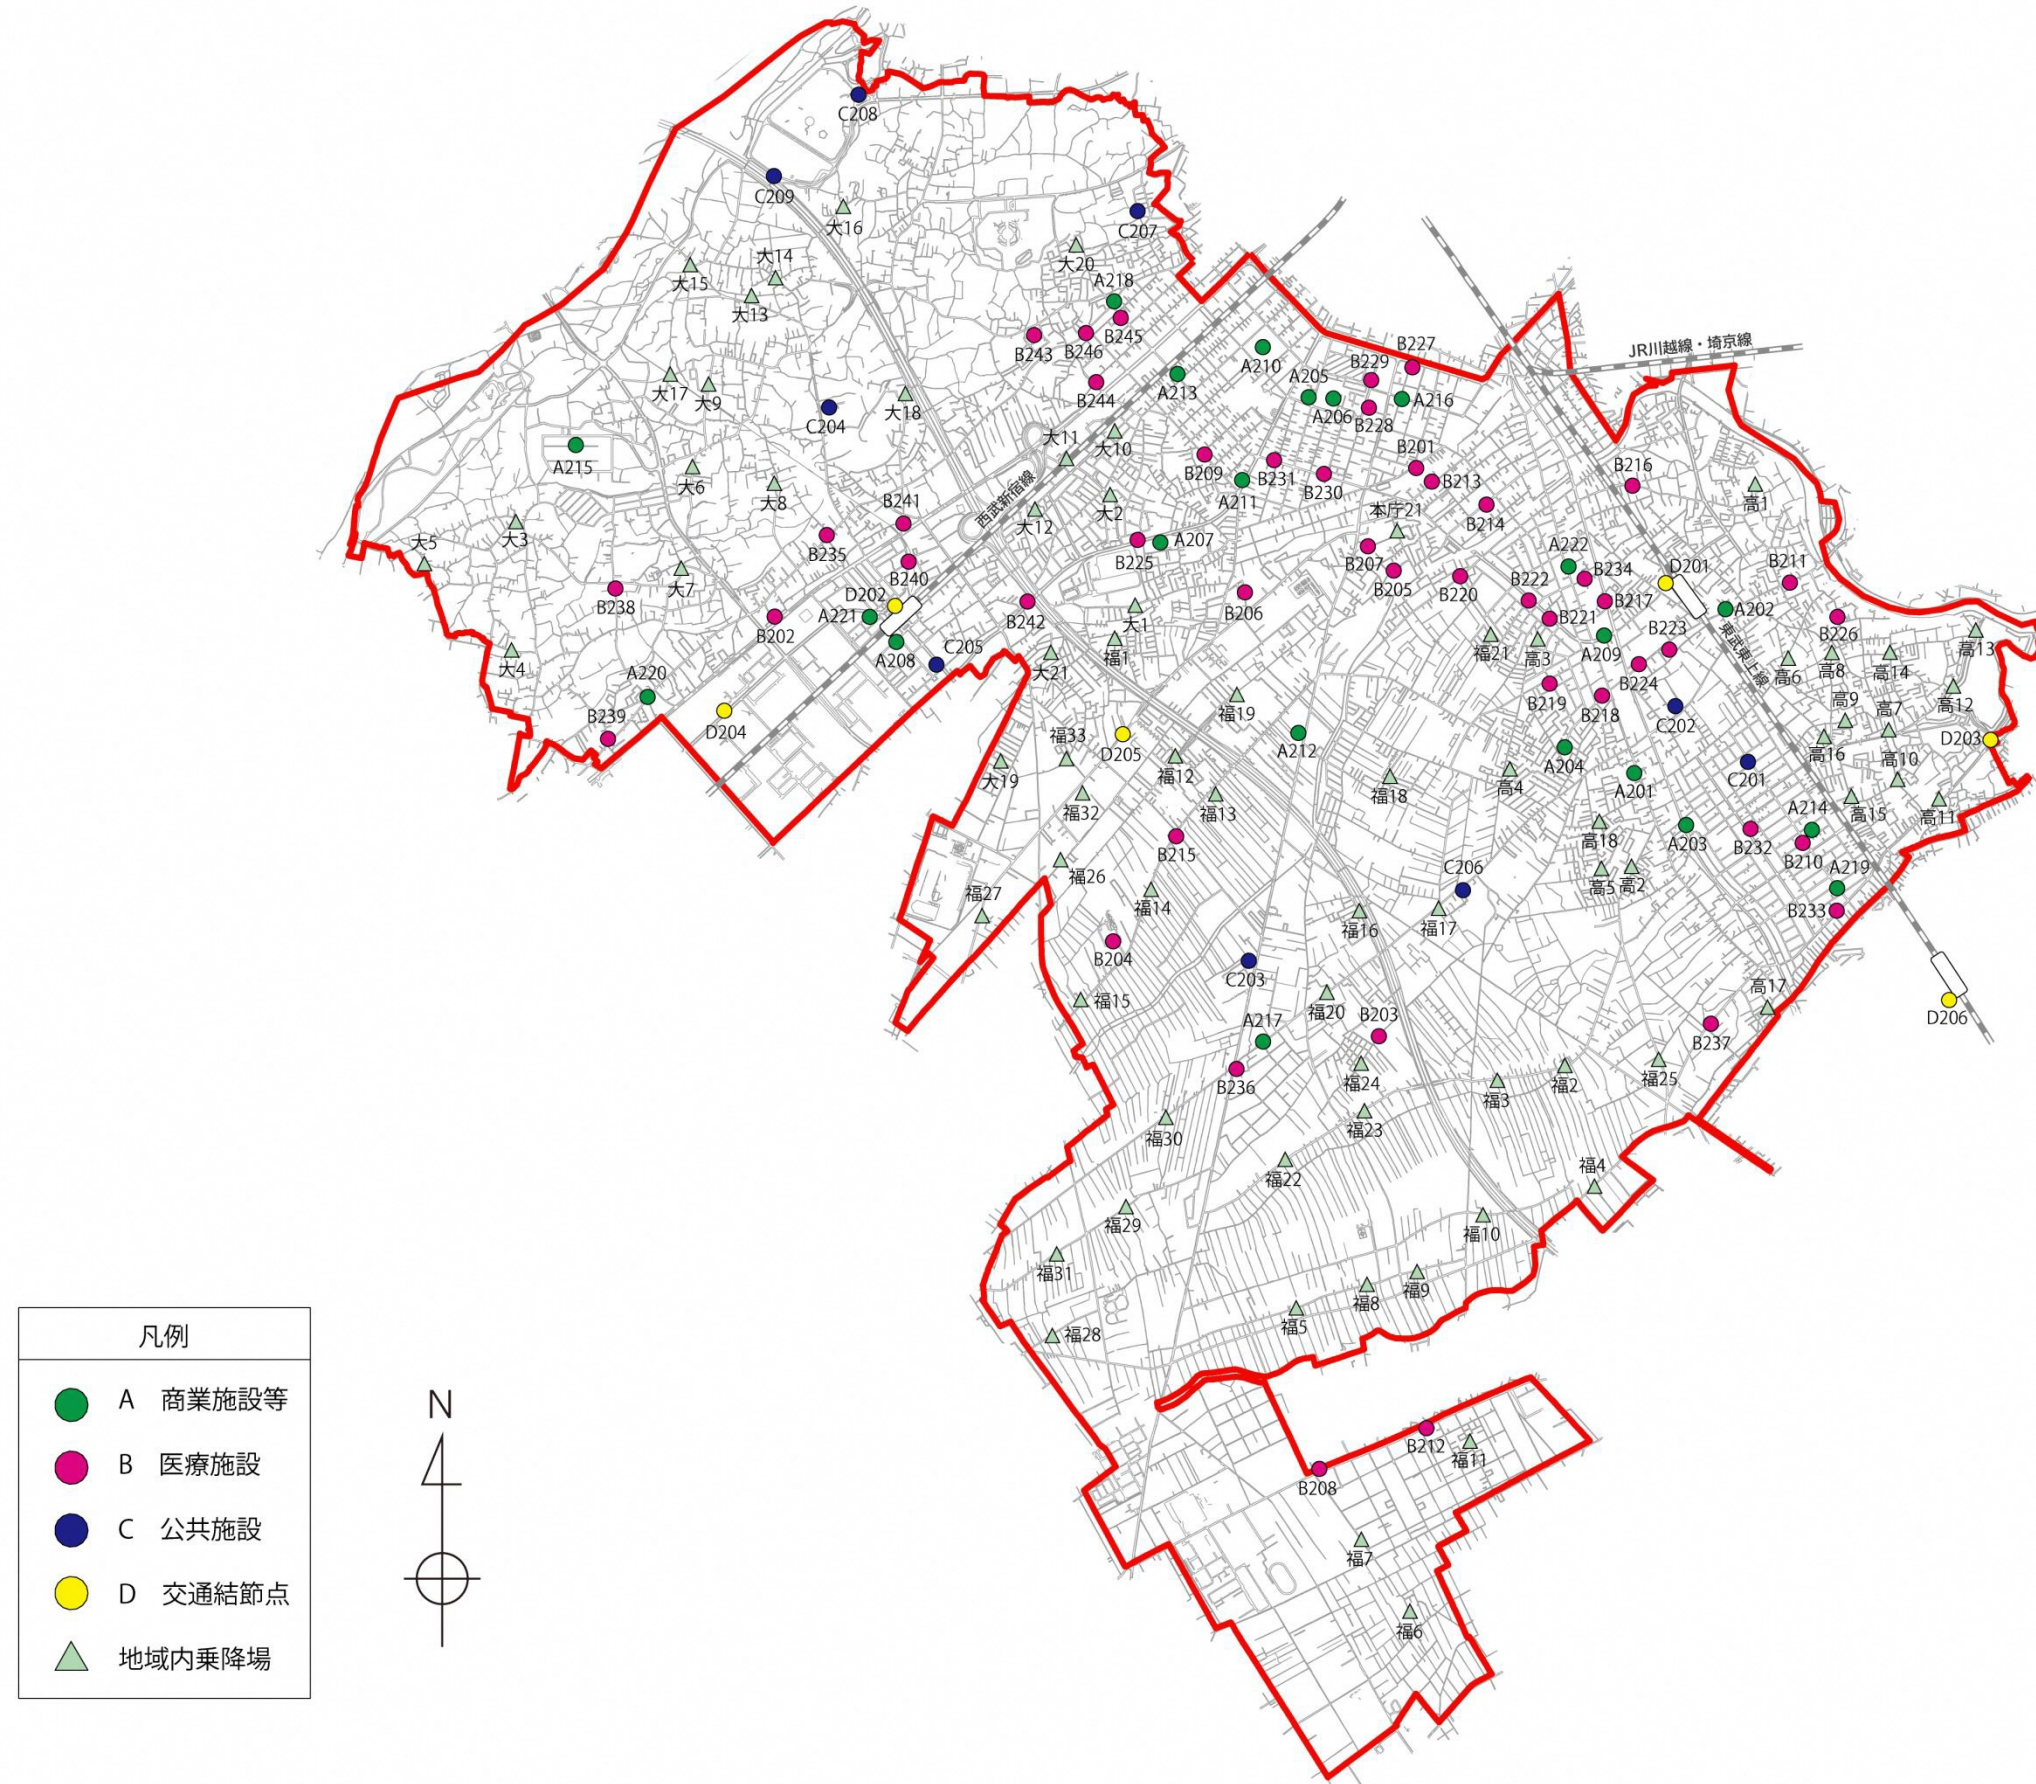 C208
C209
大16
C207
大14
大20
大15
A218
大13
B245
B246
B243
JR川越線・埼京線
B227
B229
A210
A205
A213
B244
A206
A216
B228
大17
大9
大18
C204
大11
大10
A215
B209
B231
B201
B216
大6
大8
A211
B230
B213
高1
西武新宿線
大2
本庁21
B214
B241
大12
大3
大5
B235
A207
B225
B207
A222
D201
B211
B240
B205
B234
大7
B238
D202
B206
B220
B222
B217
A202
B202
A221
B242
大1
B221
B223
B226
東武東上線
A208
C205
福1
福21
高3
A209
高13
大4
大21
B224
高6
高8
高14
A220
福19
B219
B218
高9
高12
B239
D204
C202
高7
福33
D205
A212
D203
高16
福12
大19
A204
高10
福18
高4
A201
C201
福32
福13
A214
高15
高11
高18
A203
B232
B215
B210
福26
C206
A219
高5
高2
福27
福14
福16
福17
B233
B204
C203
高17
福15
福20
B203
D206
A217
B237
B236
福24
福3
福2
福25
福30
福23
福22
福4
福29
福10
福31
福9
福8
福5
福28
B212
福11
B208
福7
福6
凡例
A 商業施設等
B 医療施設
C 公共施設
D 交通結節点
地域内乗降場
N